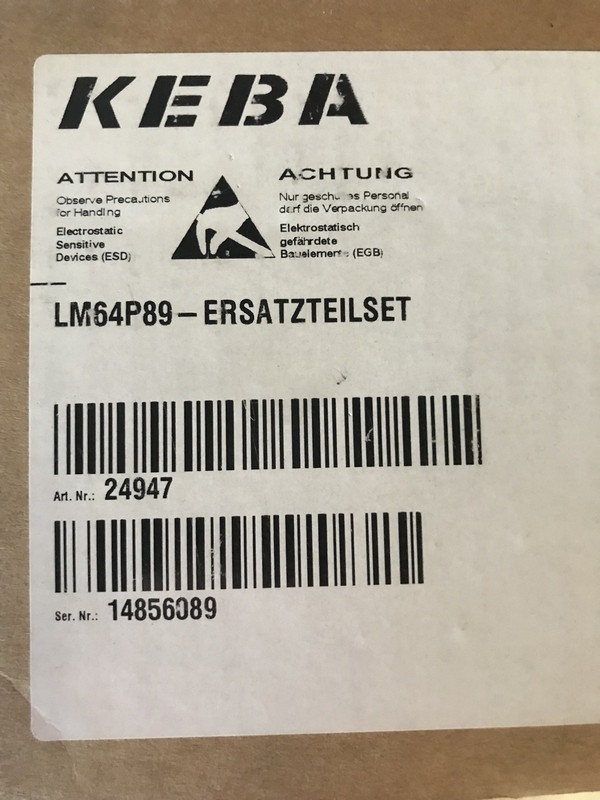 KEBA
ATTENTION
Observe Precautions
for Handling
Electrostatic
Sensitive
Devices (ESD)
ACHTUNG
Nur Personal
darf die Verpackung öffnen
Elektrostatisch
gefährdete
Bauelemente (EGB)
LM64P89-ERSATZTEILSET
Art. Nr.: 24947
Ser. Nr.: 14856089